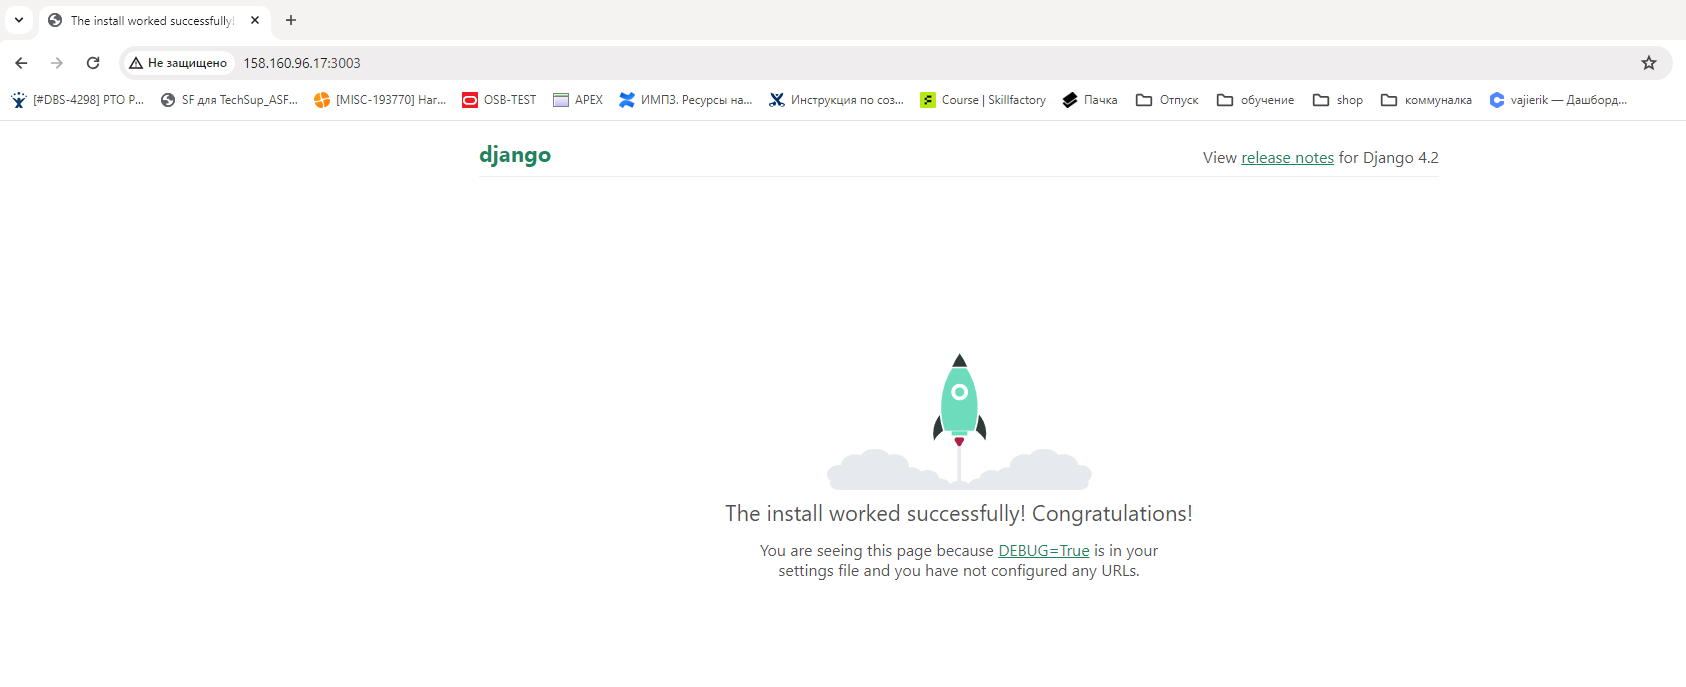 The install worked successfully!
Не защищено 158.160.96.17:3003
[#DBS-4298] РТО Р... SF для TechSup_ASF... [MISC-193770] Наг... OSB-TEST APEX ИМПЗ. Ресурсы на... Инструкция по соз... Course | Skillfactory Пачка Отпуск обучение shop коммуналка vajierik — Дашборд...
django View release notes for Django 4.2
The install worked successfully! Congratulations!
You are seeing this page because DEBUG=True is in your
settings file and you have not configured any URLs.